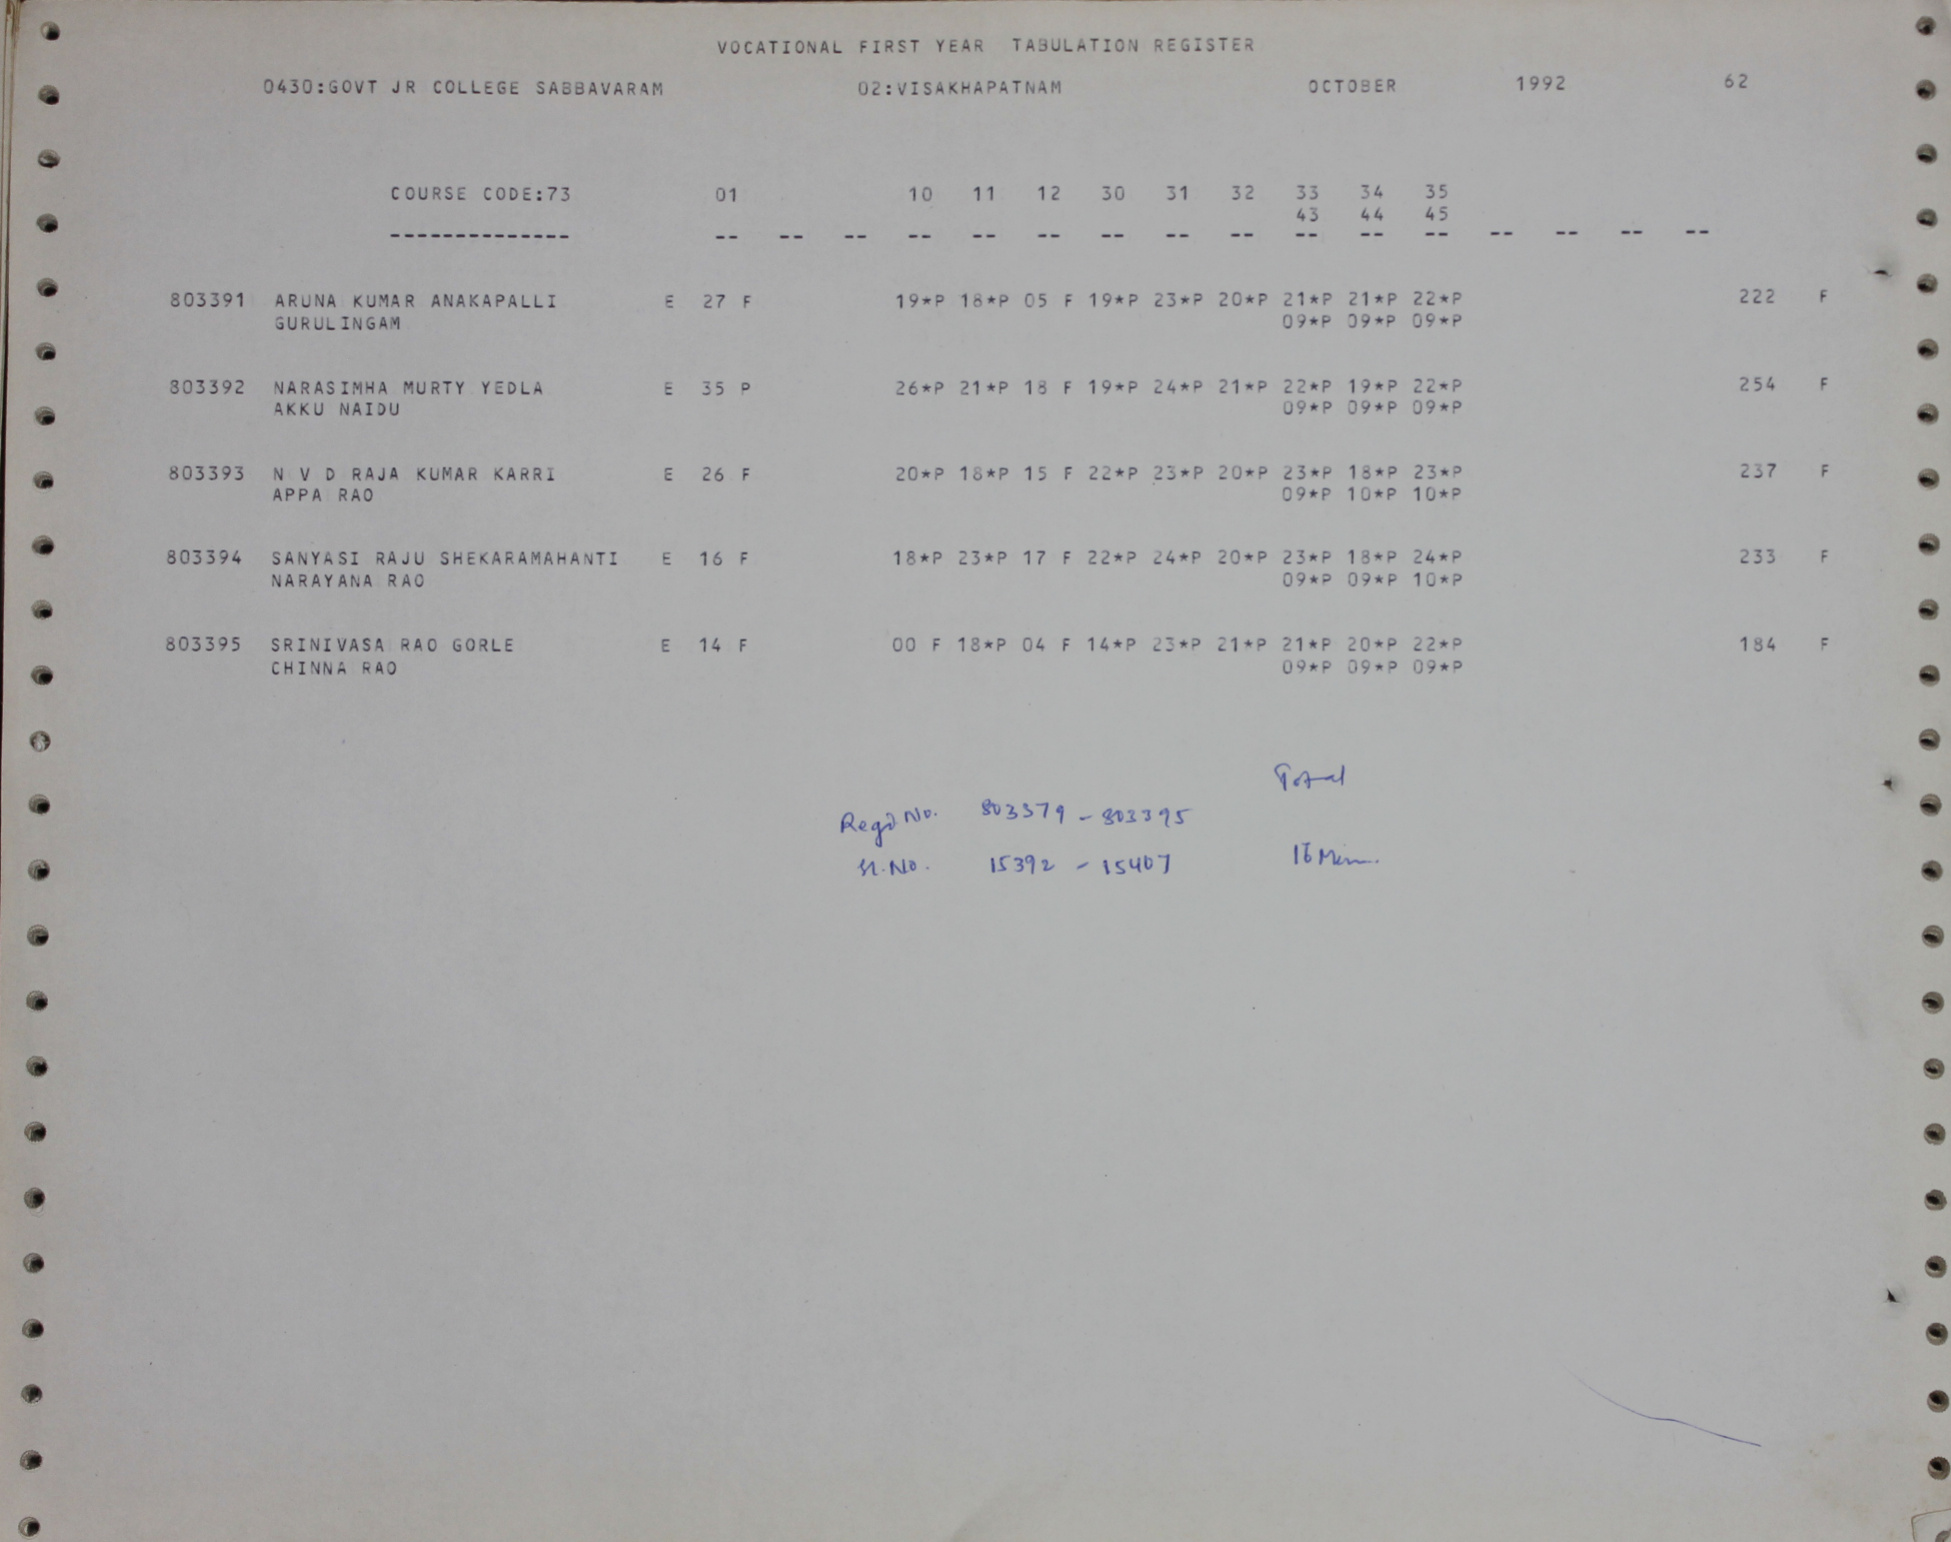 VOCATIONAL FIRST YEAR TABULATION REGISTER
0430:GOVT JR COLLEGE SABBAVARAM 02:VISAKHAPATNAM OCTOBER 1992 62
COURSE CODE:73 01 10 11 12 30 31 32 33 34 35
43 44 45
-------------- -- -- -- -- -- -- -- -- -- -- -- -- -- -- -- --
803391 ARUNA KUMAR ANAKAPALLI E 27 F 19*P 18*P 05 F 19*P 23*P 20*P 21*P 21*P 22*P 222 F
GURULINGAM 09*P 09*P 09*P
803392 NARASIMHA MURTY YEDLA E 35 P 26*P 21*P 18 F 19*P 24*P 21*P 22*P 19*P 22*P 254 F
AKKU NAIDU 09*P 09*P 09*P
803393 N V D RAJA KUMAR KARRI E 26 F 20*P 18*P 15 F 22*P 23*P 20*P 23*P 18*P 23*P 237 F
APPA RAO 09*P 10*P 10*P
803394 SANYASI RAJU SHEKARAMAHANTI E 16 F 18*P 23*P 17 F 22*P 24*P 20*P 23*P 18*P 24*P 233 F
NARAYANA RAO 09*P 09*P 10*P
803395 SRINIVASA RAO GORLE E 14 F 00 F 18*P 04 F 14*P 23*P 21*P 21*P 20*P 22*P 184 F
CHINNA RAO 09*P 09*P 09*P
Total
Regd No. 803379 - 803395
Sl. No. 15392 - 15407 16